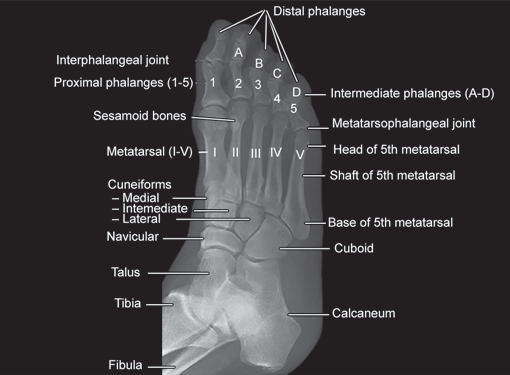 Distal phalanges
Interphalangeal joint
Proximal phalanges (1-5)
Sesamoid bones
Metatarsal (I-V)
Cuneiforms
Medial
Intemediate
Lateral
Navicular
Talus
Tibia
Fibula
A
B
C
D
1
2
3
4
5
I
II
III
IV
V
Intermediate phalanges (A-D)
Metatarsophalangeal joint
Head of 5th metatarsal
Shaft of 5th metatarsal
Base of 5th metatarsal
Cuboid
Calcaneum